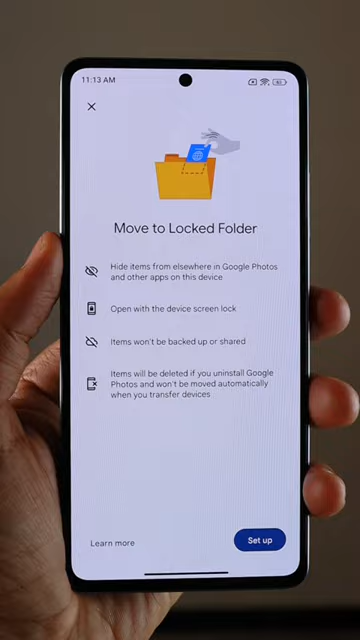 11:13 AM
Move to Locked Folder
Hide items from elsewhere in Google Photos
and other apps on this device
Open with the device screen lock
Items won't be backed up or shared
Items will be deleted if you uninstall Google
Photos and won't be moved automatically
when you transfer devices
Learn more
Set up